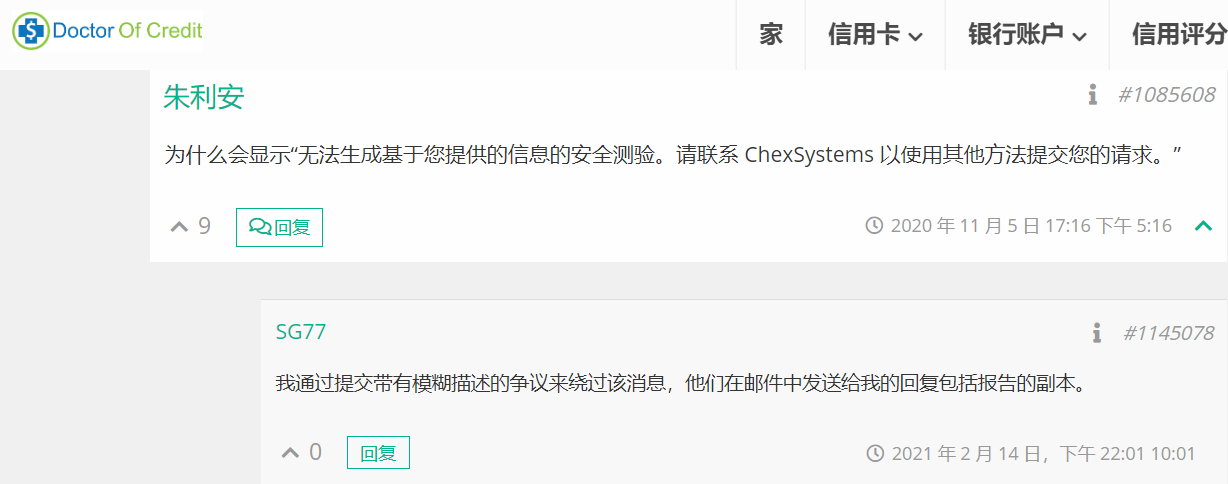 Doctor Of Credit
家 信用卡 银行账户 信用评分
朱利安 #1085608
为什么会显示“无法生成基于您提供的信息的安全测验。请联系 ChexSystems 以使用其他方法提交您的请求。”
9 回复 2020 年 11 月 5 日 17:16 下午 5:16
SG77 #1145078
我通过提交带有模糊描述的争议来绕过该消息，他们在邮件中发送给我的回复包括报告的副本。
0 回复 2021 年 2 月 14 日，下午 22:01 10:01